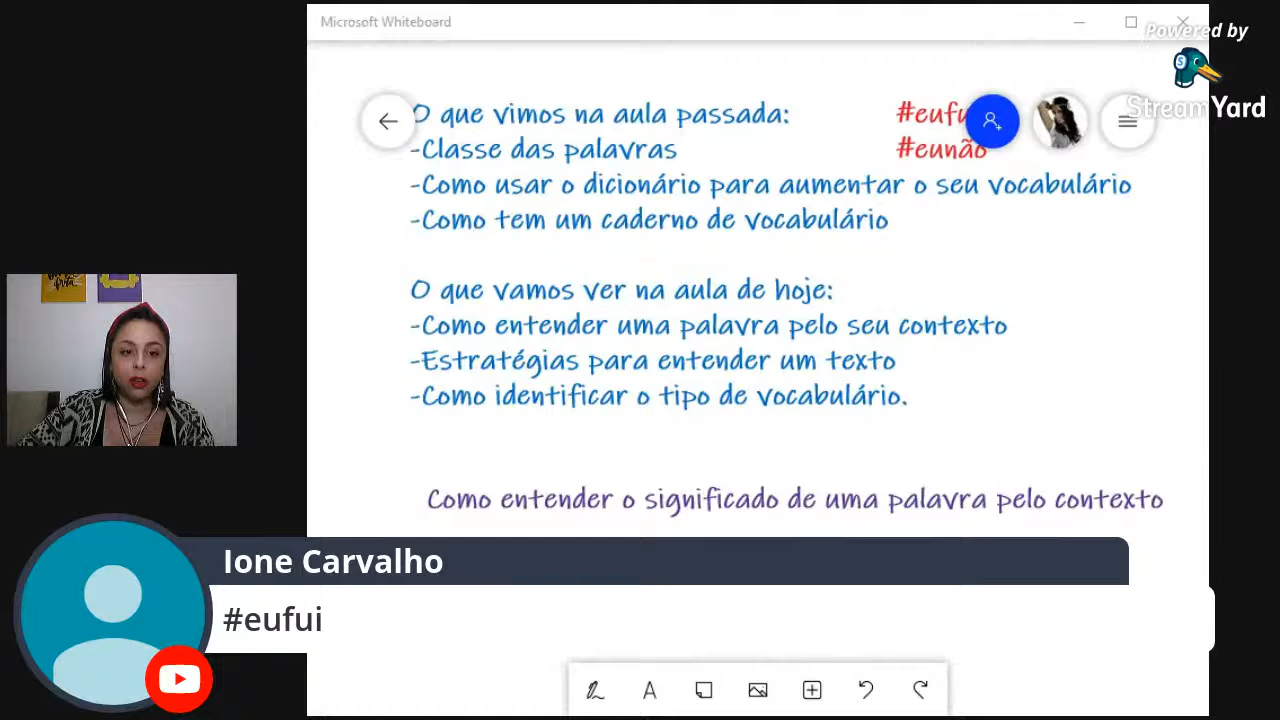 Microsoft Whiteboard
Powered by
StreamYard
O que vimos na aula passada:
#eufu
-Classe das palavras
#eunão
-Como usar o dicionário para aumentar o seu vocabulário
-Como tem um caderno de vocabulário
O que vamos ver na aula de hoje:
-Como entender uma palavra pelo seu contexto
-Estratégias para entender um texto
-Como identificar o tipo de vocabulário.
Como entender o significado de uma palavra pelo contexto
Ione Carvalho
#eufui